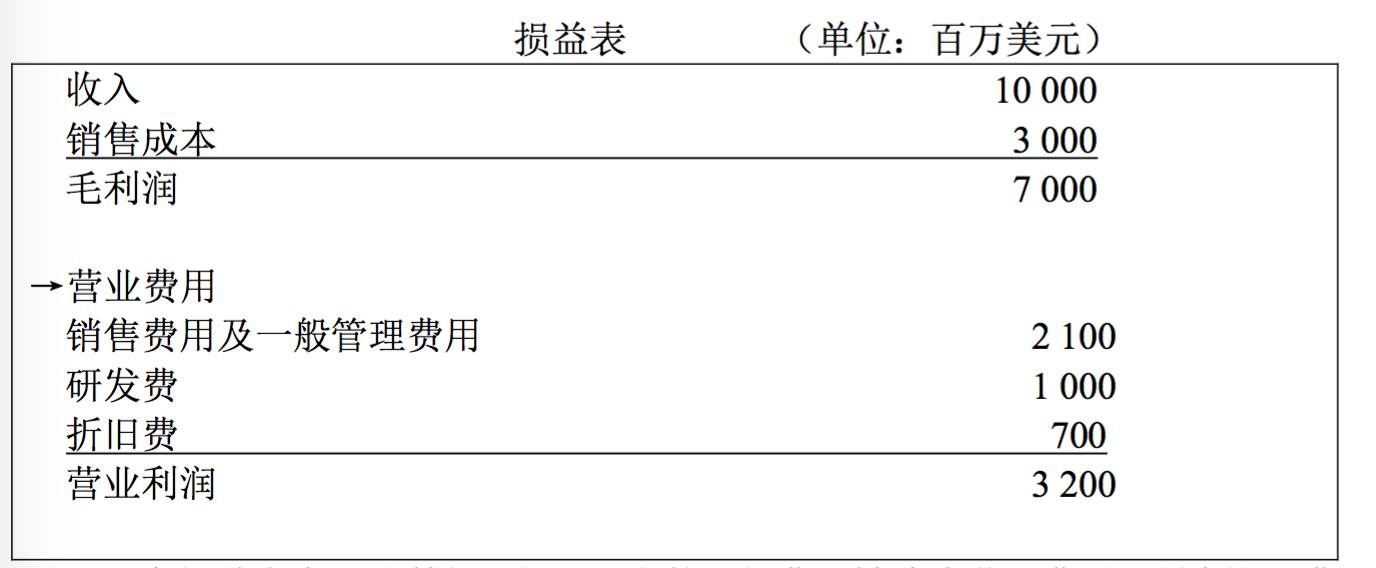 损益表 （单位：百万美元）
收入 10 000
销售成本 3 000
毛利润 7 000
→营业费用
销售费用及一般管理费用 2 100
研发费 1 000
折旧费 700
营业利润 3 200